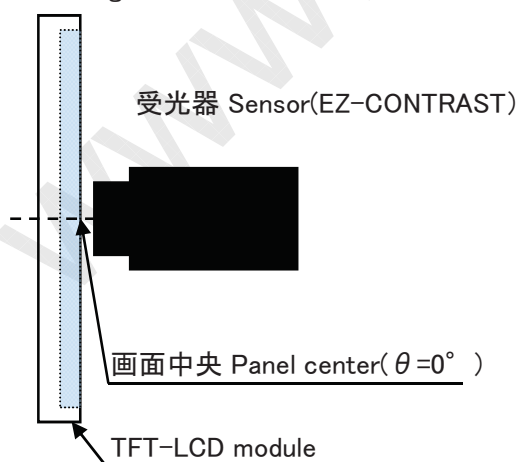 受光器 Sensor(EZ-CONTRAST)
画面中央 Panel center(θ=0°)
TFT-LCD module